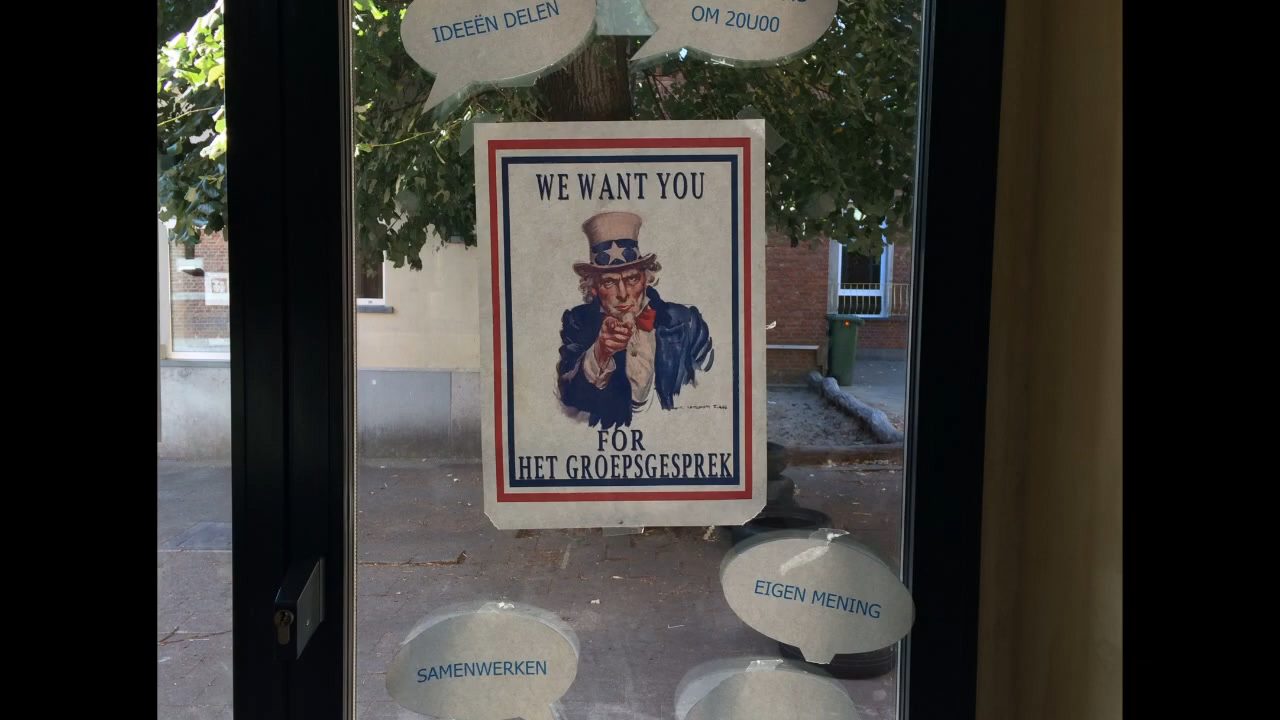 IDEEËN DELEN
OM 20U00
WE WANT YOU
FOR
HET GROEPSGESPREK
EIGEN MENING
SAMENWERKEN